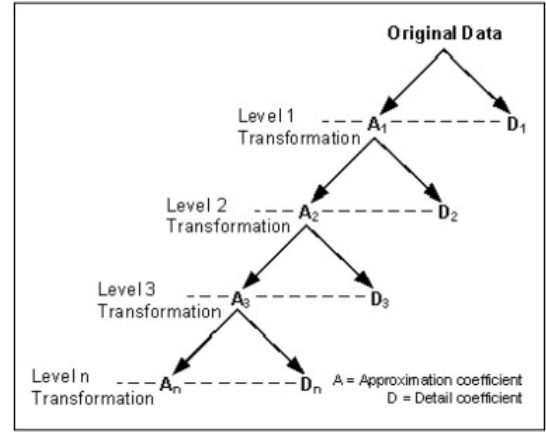 Original Data
Level 1
Transformation
A₁
D₁
Level 2
Transformation
A₂
D₂
Level 3
Transformation
A₃
D₃
Level n
Transformation
Aₙ
Dₙ
A = Approximation coefficient
D = Detail coefficient